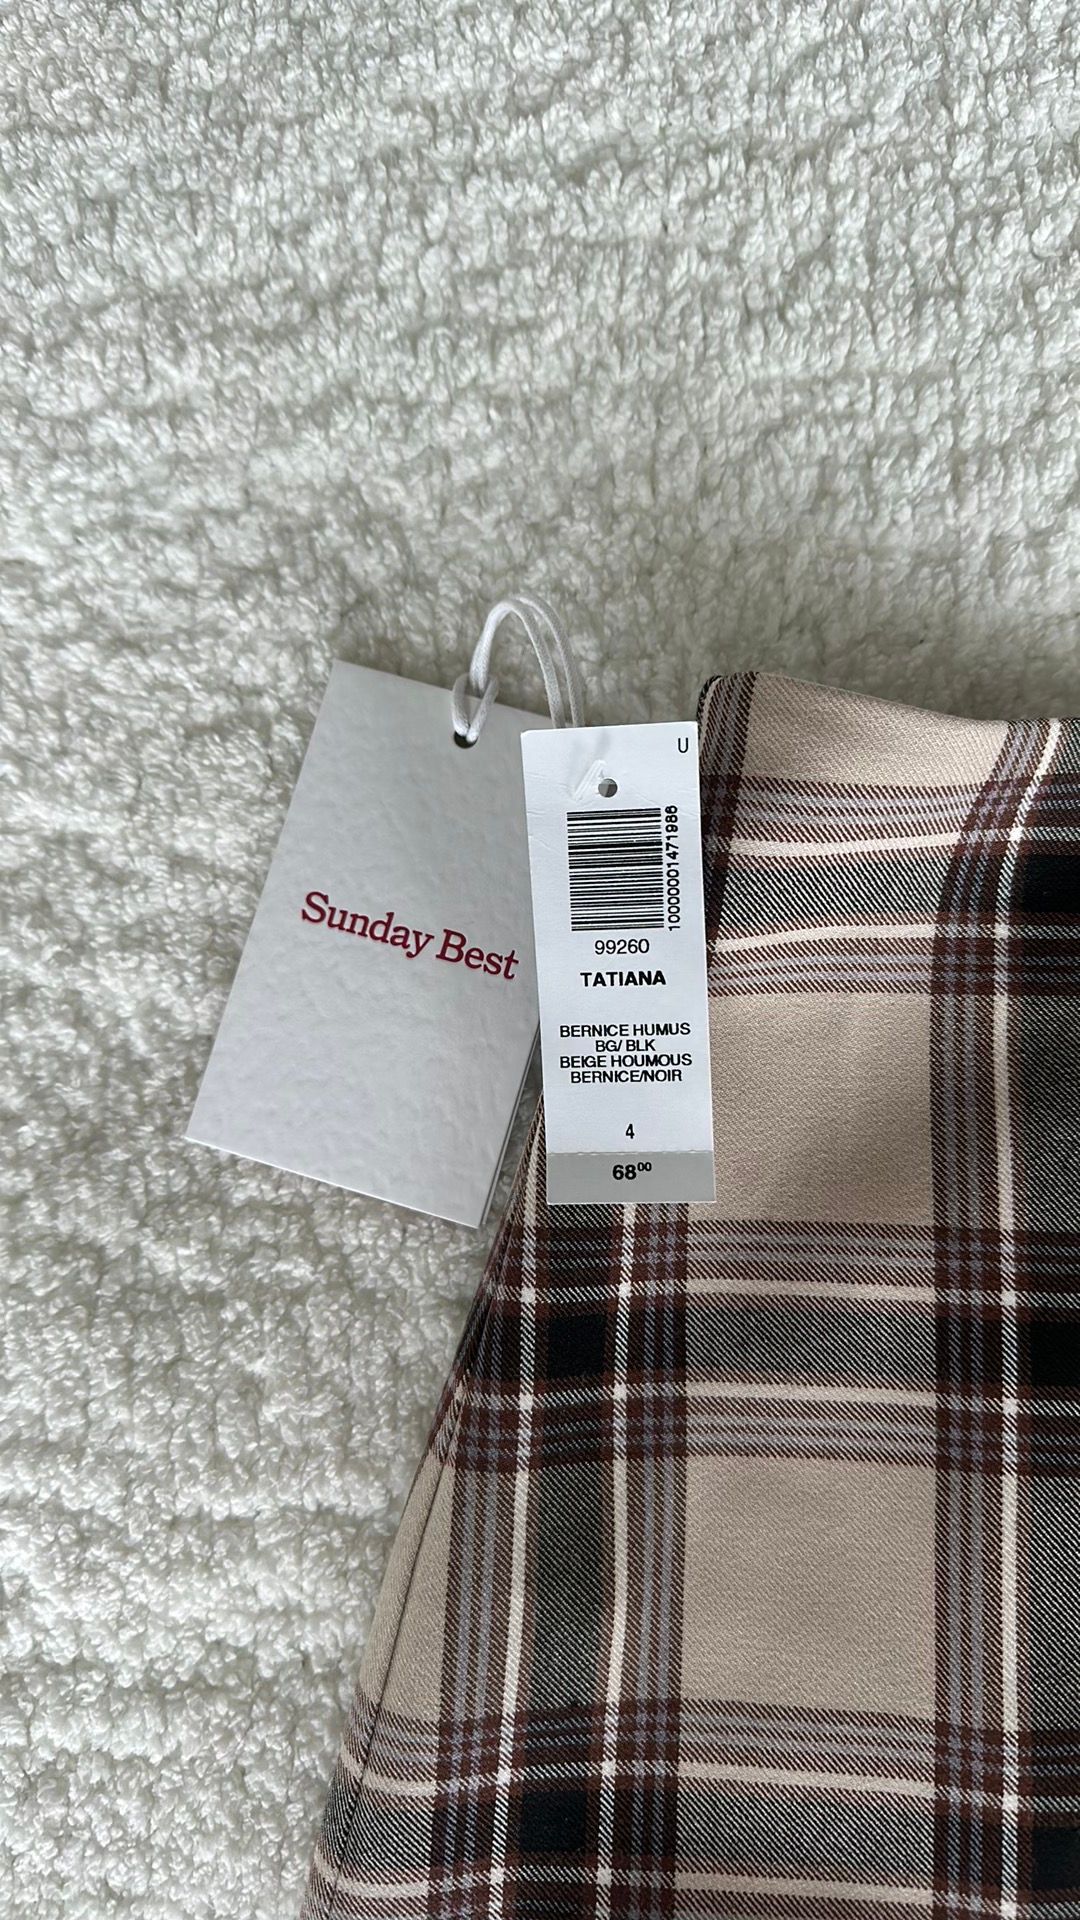 Sunday Best
U
10000001471986
99260
TATIANA
BERNICE HUMUS
BG/ BLK
BEIGE HOUMOUS
BERNICE/NOIR
4
68⁰⁰